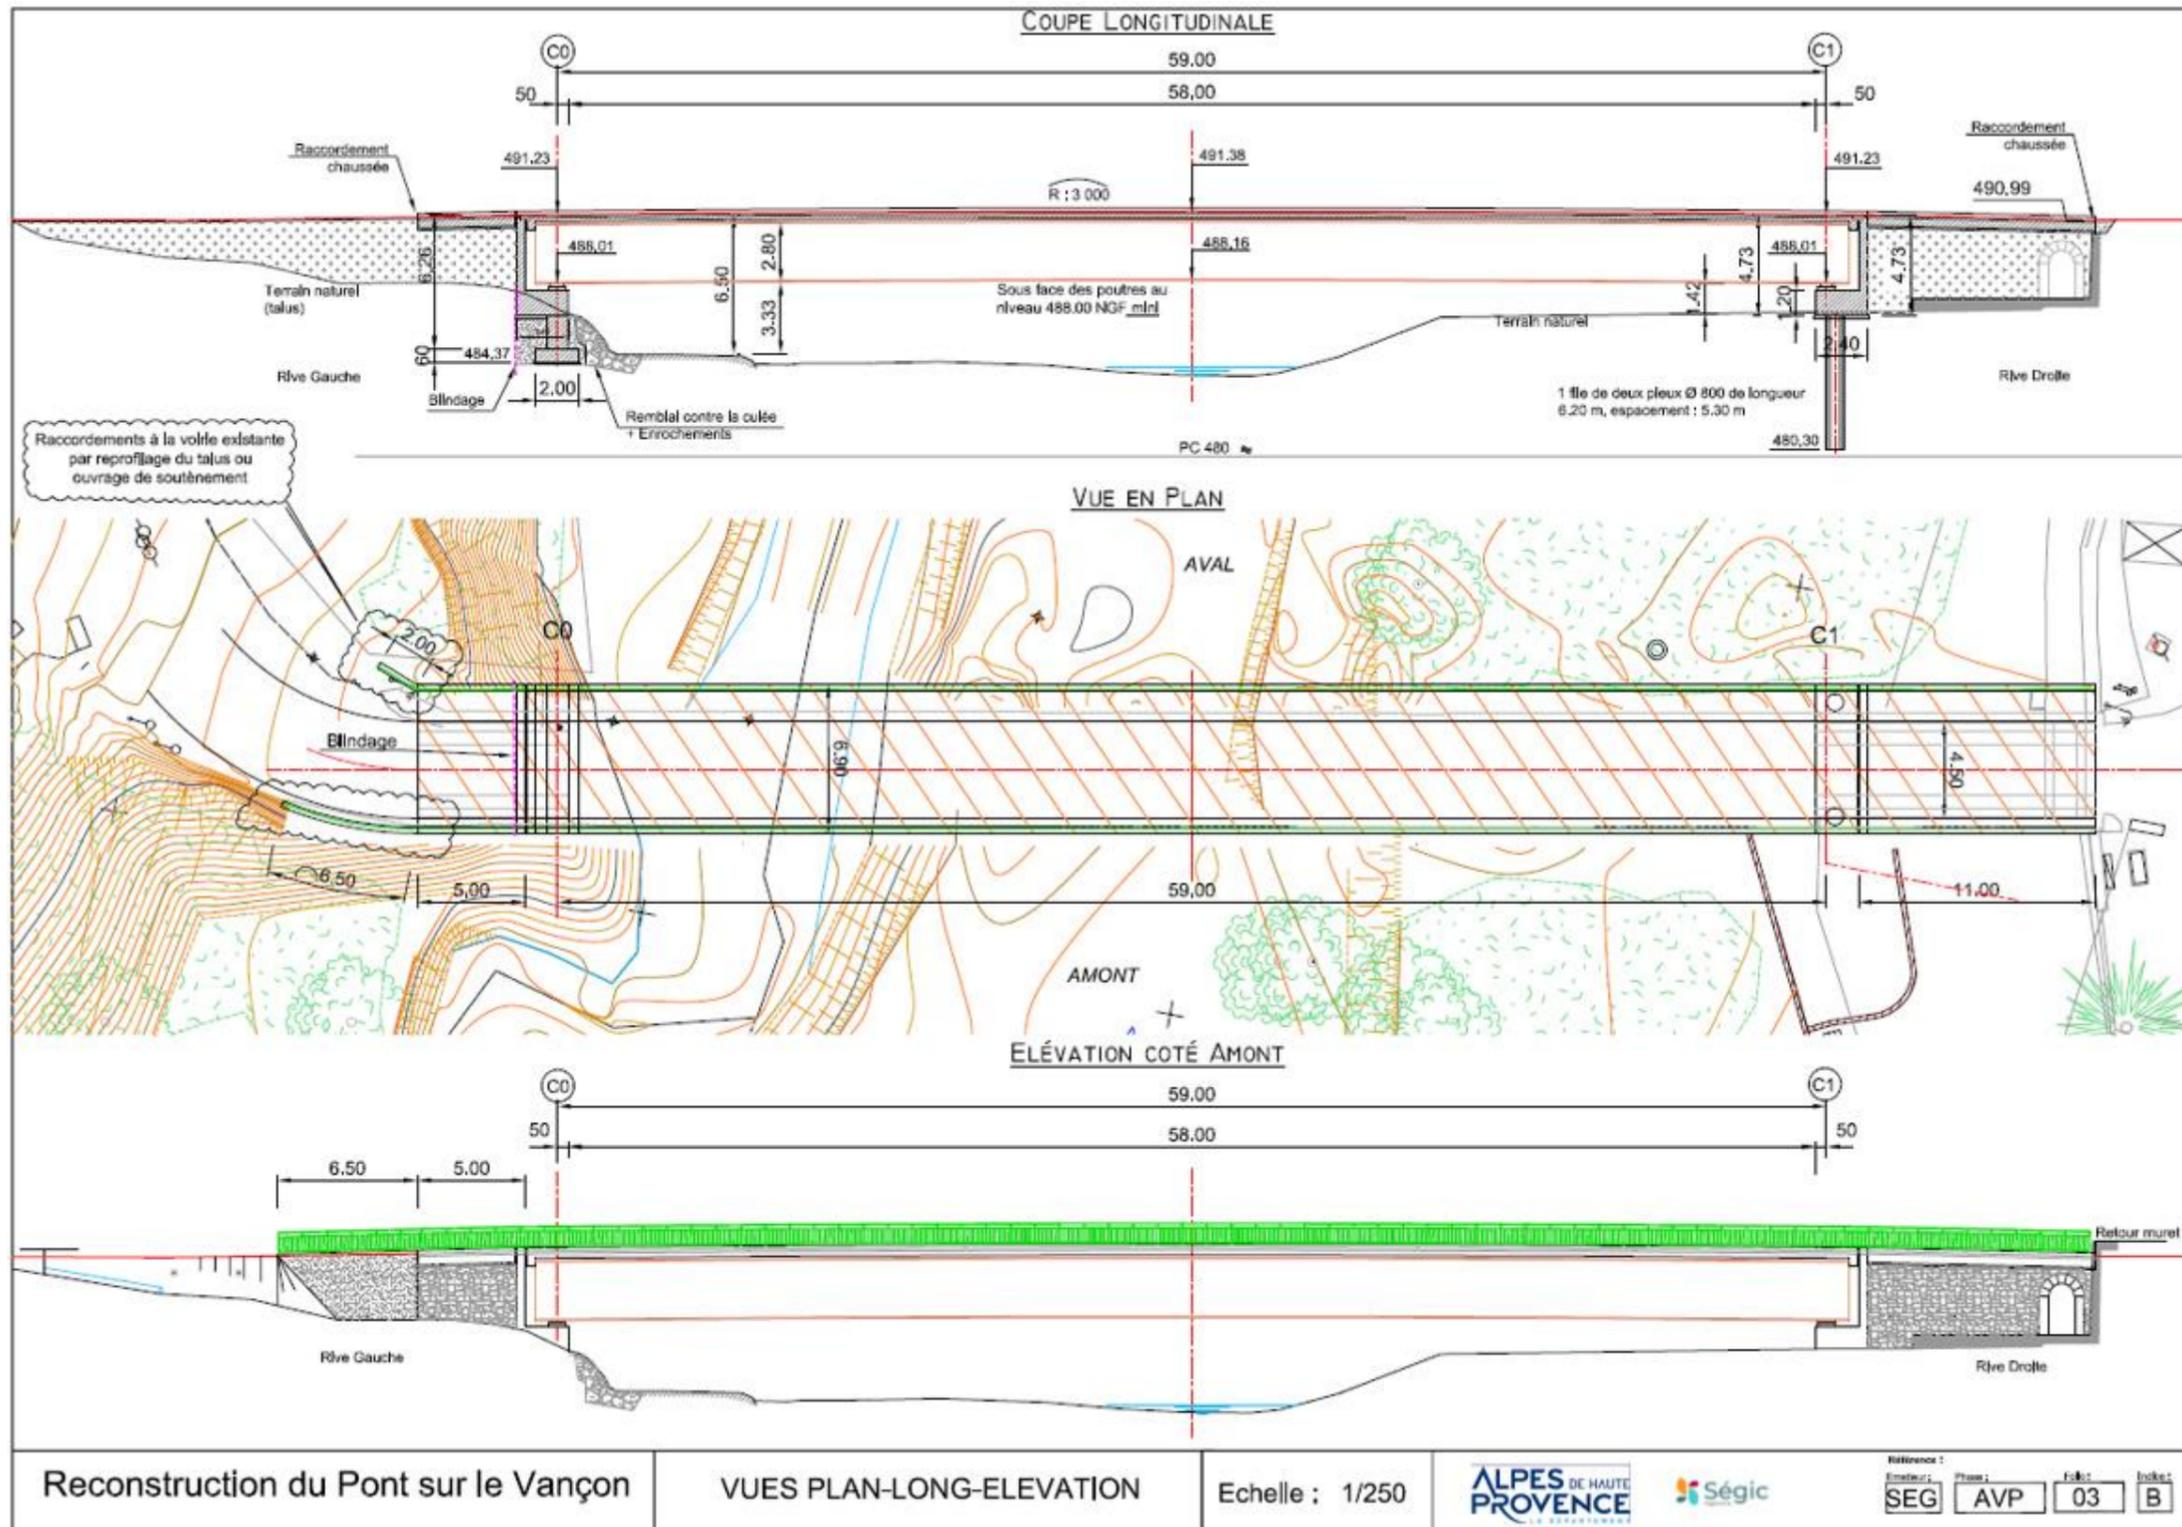 COUPE LONGITUDINALE
C0
C1
59.00
50
58,00
50
Raccordement
chaussée
491.23
491.38
491.23
Raccordement
chaussée
R : 3 000
490,99
488,01
488,16
488,01
6.26
6.50
2.80
4.73
4.73
Terrain naturel
(talus)
Sous face des poutres au
niveau 488.00 NGF mini
3.33
1.42
1.20
Terrain naturel
60
484,37
2.40
Rive Gauche
2.00
Rive Droite
Blindage
Remblai contre la culée
+ Enrochements
1 file de deux pieux Ø 800 de longueur
6.20 m, espacement : 5.30 m
480,30
PC 480
Raccordements à la voirie existante
par reprofilage du talus ou
ouvrage de soutènement
VUE EN PLAN
AVAL
C0
C1
2.00
Blindage
6.90
4.50
6.50
5,00
59,00
11.00
AMONT
ELÉVATION COTÉ AMONT
C0
C1
59.00
50
58.00
50
6.50
5.00
Retour muret
Rive Gauche
Rive Droite
Reconstruction du Pont sur le Vançon
VUES PLAN-LONG-ELEVATION
Echelle : 1/250
ALPES DE HAUTE
PROVENCE
LE DÉPARTEMENT
Ségic
Référence :
Emetteur :
Phase :
Folio :
Indice :
SEG
AVP
03
B